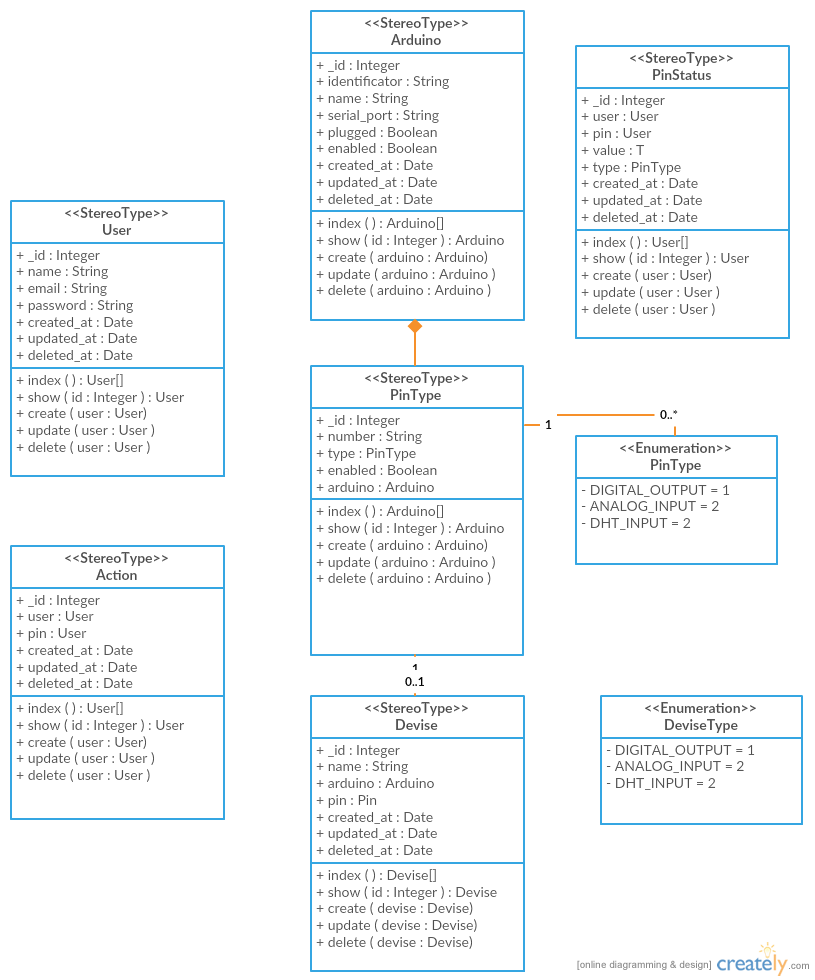 <<StereoType>>
Arduino
+ _id : Integer
+ identificator : String
+ name : String
+ serial_port : String
+ plugged : Boolean
+ enabled : Boolean
+ created_at : Date
+ updated_at : Date
+ deleted_at : Date
+ index ( ) : Arduino[]
+ show ( id : Integer ) : Arduino
+ create ( arduino : Arduino)
+ update ( arduino : Arduino )
+ delete ( arduino : Arduino )
<<StereoType>>
PinStatus
+ _id : Integer
+ user : User
+ pin : User
+ value : T
+ type : PinType
+ created_at : Date
+ updated_at : Date
+ deleted_at : Date
+ index ( ) : User[]
+ show ( id : Integer ) : User
+ create ( user : User)
+ update ( user : User )
+ delete ( user : User )
<<StereoType>>
User
+ _id : Integer
+ name : String
+ email : String
+ password : String
+ created_at : Date
+ updated_at : Date
+ deleted_at : Date
+ index ( ) : User[]
+ show ( id : Integer ) : User
+ create ( user : User)
+ update ( user : User )
+ delete ( user : User )
<<StereoType>>
PinType
+ _id : Integer
+ number : String
+ type : PinType
+ enabled : Boolean
+ arduino : Arduino
+ index ( ) : Arduino[]
+ show ( id : Integer ) : Arduino
+ create ( arduino : Arduino)
+ update ( arduino : Arduino )
+ delete ( arduino : Arduino )
1
0..*
<<Enumeration>>
PinType
- DIGITAL_OUTPUT = 1
- ANALOG_INPUT = 2
- DHT_INPUT = 2
<<StereoType>>
Action
+ _id : Integer
+ user : User
+ pin : User
+ created_at : Date
+ updated_at : Date
+ deleted_at : Date
+ index ( ) : User[]
+ show ( id : Integer ) : User
+ create ( user : User)
+ update ( user : User )
+ delete ( user : User )
1
0..1
<<StereoType>>
Devise
+ _id : Integer
+ name : String
+ arduino : Arduino
+ pin : Pin
+ created_at : Date
+ updated_at : Date
+ deleted_at : Date
+ index ( ) : Devise[]
+ show ( id : Integer ) : Devise
+ create ( devise : Devise)
+ update ( devise : Devise)
+ delete ( devise : Devise)
<<Enumeration>>
DeviseType
- DIGITAL_OUTPUT = 1
- ANALOG_INPUT = 2
- DHT_INPUT = 2
[online diagramming & design] creately.com